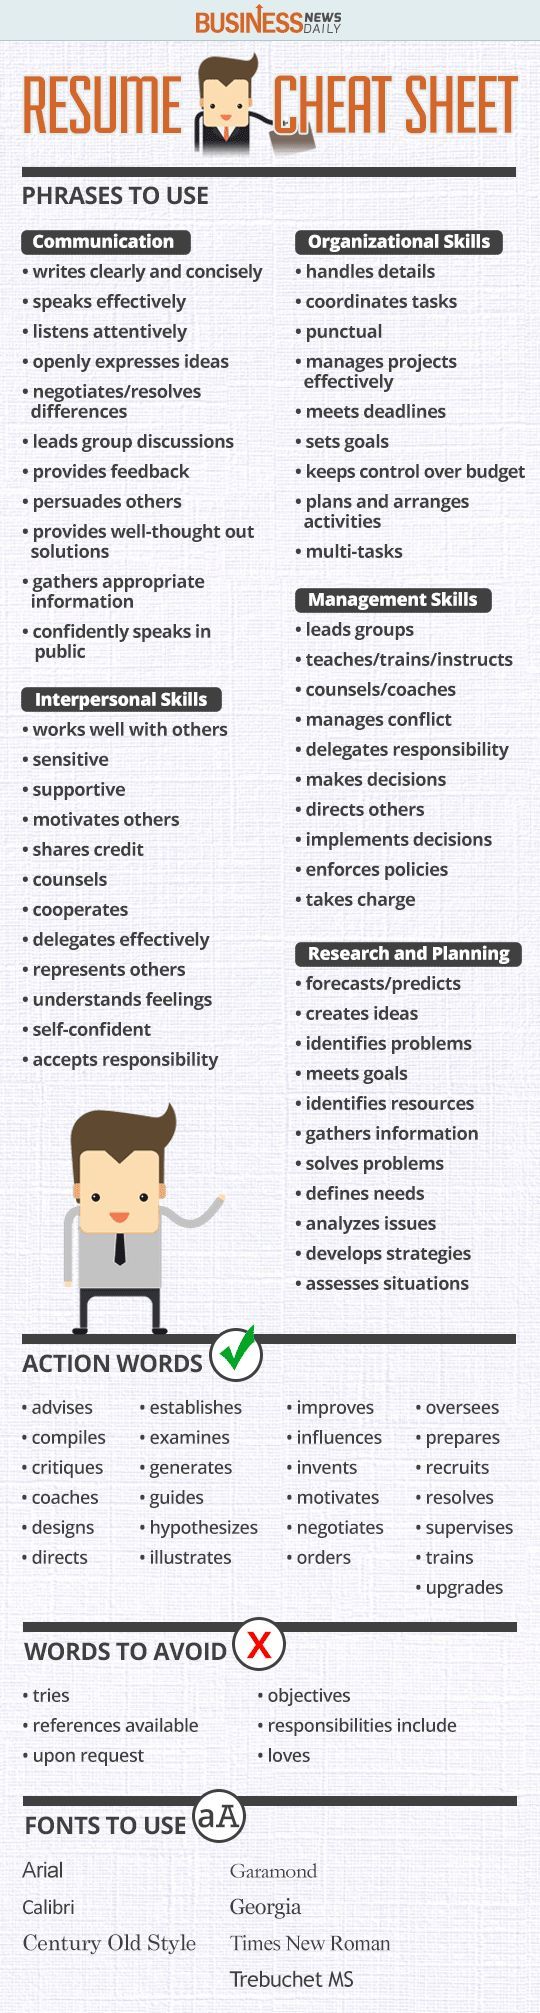 BUSINESS NEWS DAILY
RESUME CHEAT SHEET
PHRASES TO USE
Communication
• writes clearly and concisely
• speaks effectively
• listens attentively
• openly expresses ideas
• negotiates/resolves
differences
• leads group discussions
• provides feedback
• persuades others
• provides well-thought out
solutions
• gathers appropriate
information
• confidently speaks in
public
Interpersonal Skills
• works well with others
• sensitive
• supportive
• motivates others
• shares credit
• counsels
• cooperates
• delegates effectively
• represents others
• understands feelings
• self-confident
• accepts responsibility
Organizational Skills
• handles details
• coordinates tasks
• punctual
• manages projects
effectively
• meets deadlines
• sets goals
• keeps control over budget
• plans and arranges
activities
• multi-tasks
Management Skills
• leads groups
• teaches/trains/instructs
• counsels/coaches
• manages conflict
• delegates responsibility
• makes decisions
• directs others
• implements decisions
• enforces policies
• takes charge
Research and Planning
• forecasts/predicts
• creates ideas
• identifies problems
• meets goals
• identifies resources
• gathers information
• solves problems
• defines needs
• analyzes issues
• develops strategies
• assesses situations
ACTION WORDS
• advises
• compiles
• critiques
• coaches
• designs
• directs
• establishes
• examines
• generates
• guides
• hypothesizes
• illustrates
• improves
• influences
• invents
• motivates
• negotiates
• orders
• oversees
• prepares
• recruits
• resolves
• supervises
• trains
• upgrades
WORDS TO AVOID X
• tries
• references available
• upon request
• objectives
• responsibilities include
• loves
FONTS TO USE aA
Arial
Calibri
Century Old Style
Garamond
Georgia
Times New Roman
Trebuchet MS